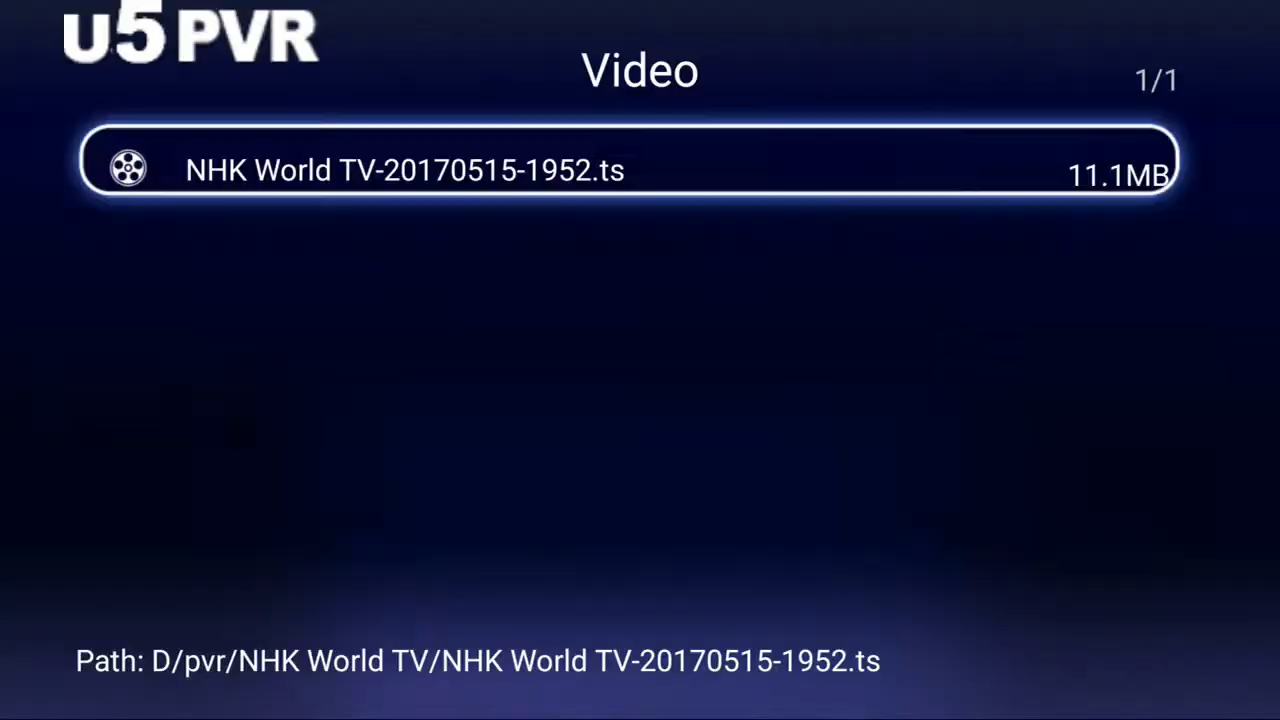 U5PVR
Video
1/1
NHK World TV-20170515-1952.ts
11.1MB
Path: D/pvr/NHK World TV/NHK World TV-20170515-1952.ts